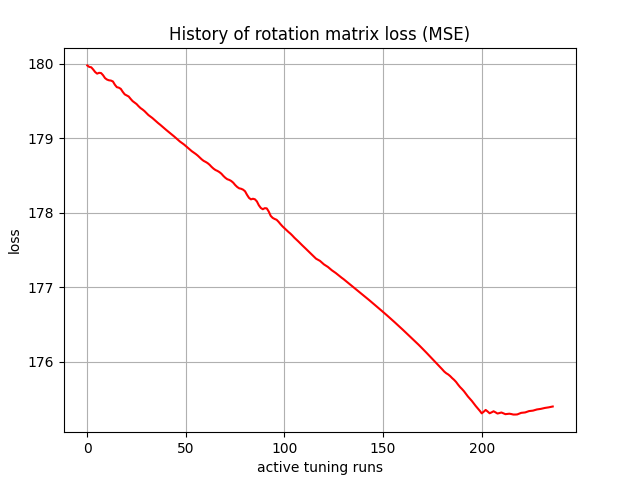 History of rotation matrix loss (MSE)
180
179
178
177
176
loss
0 50 100 150 200
active tuning runs